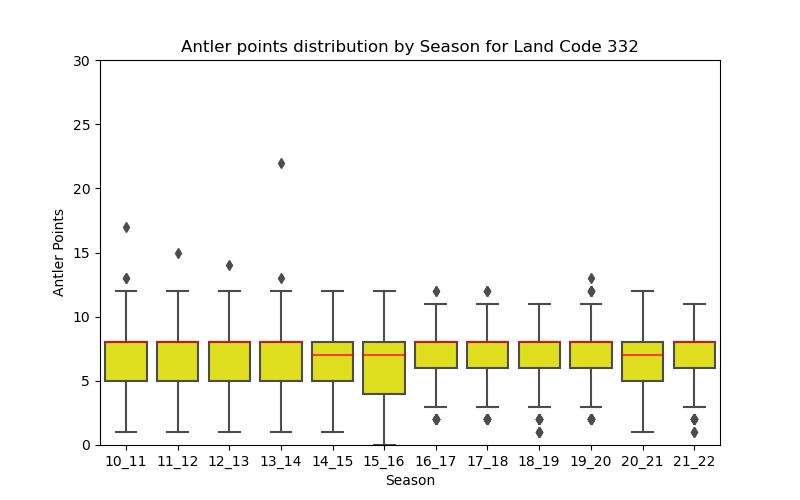 Antler points distribution by Season for Land Code 332
30
25
20
15
10
5
0
Antler Points
10_11 11_12 12_13 13_14 14_15 15_16 16_17 17_18 18_19 19_20 20_21 21_22
Season